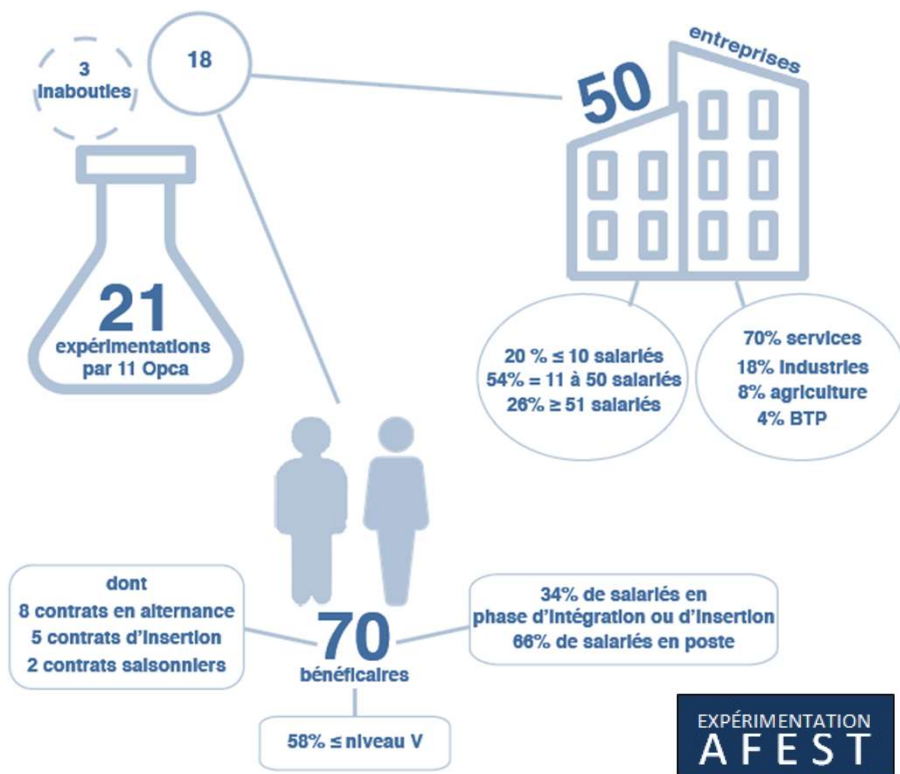 3
Inabouties
18
50
entreprises
21
expérimentations
par 11 Opca
20 % ≤ 10 salariés
54% = 11 à 50 salariés
26% ≥ 51 salariés
70% services
18% Industries
8% agriculture
4% BTP
dont
8 contrats en alternance
5 contrats d'Insertion
2 contrats saisonniers
70
bénéficaires
34% de salariés en
phase d'Intégration ou d'Insertion
66% de salariés en poste
58% ≤ niveau V
EXPÉRIMENTATION
AFEST